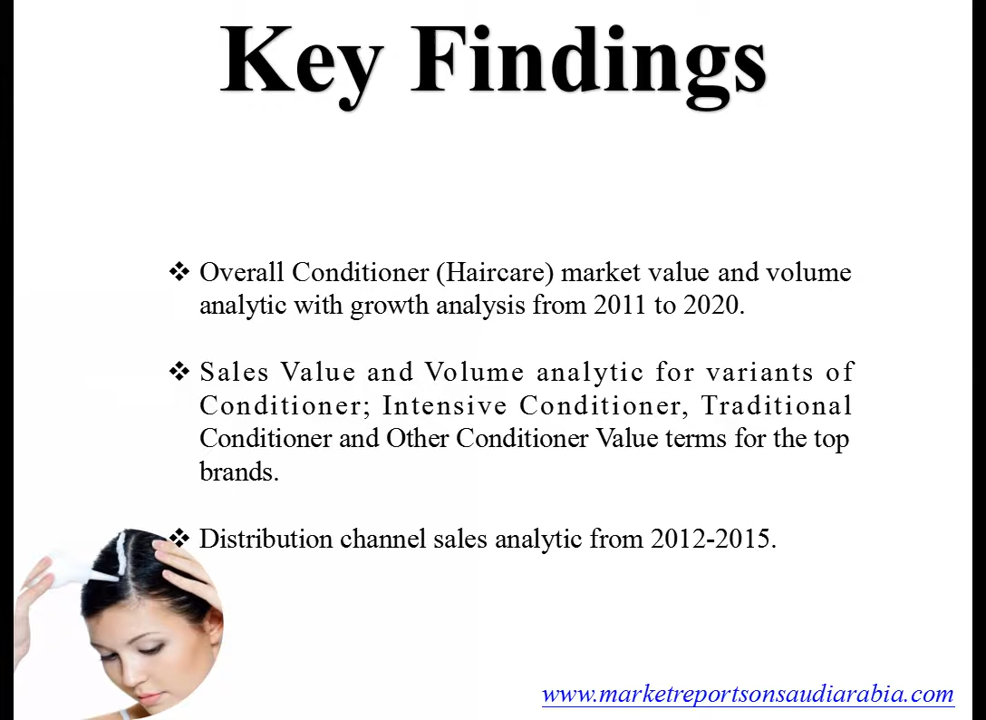 Key Findings
❖ Overall Conditioner (Haircare) market value and volume
analytic with growth analysis from 2011 to 2020.
❖ Sales Value and Volume analytic for variants of
Conditioner; Intensive Conditioner, Traditional
Conditioner and Other Conditioner Value terms for the top
brands.
❖ Distribution channel sales analytic from 2012-2015.
www.marketreportsonsaudiarabia.com